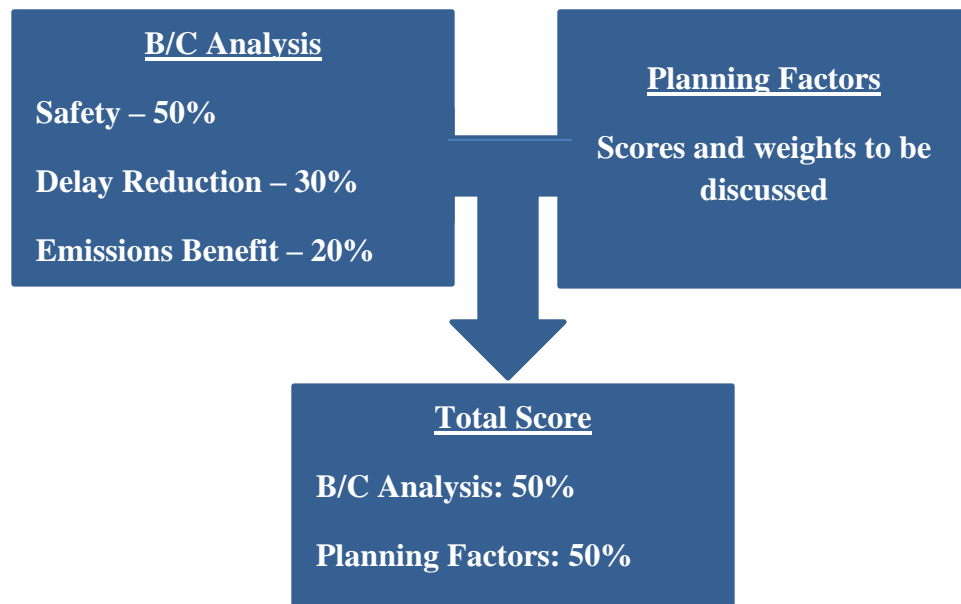 B/C Analysis
Safety – 50%
Delay Reduction – 30%
Emissions Benefit – 20%
Planning Factors
Scores and weights to be
discussed
Total Score
B/C Analysis: 50%
Planning Factors: 50%